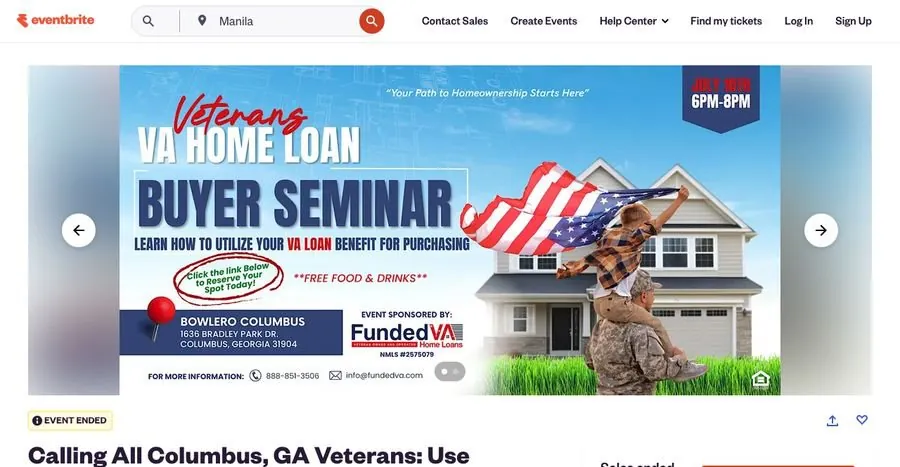 eventbrite
Manila
Contact Sales
Create Events
Help Center
Find my tickets
Log In
Sign Up
"Your Path to Homeownership Starts Here"
JULY 16TH
6PM-8PM
Veterans
VA HOME LOAN
BUYER SEMINAR
LEARN HOW TO UTILIZE YOUR VA LOAN BENEFIT FOR PURCHASING
Click the link Below
to Reserve Your
Spot Today!
**FREE FOOD & DRINKS**
BOWLERO COLUMBUS
1636 BRADLEY PARK DR.
COLUMBUS, GEORGIA 31904
EVENT SPONSORED BY:
FundedVA
VETERAN OWNED AND OPERATED Home Loans
NMLS #2575079
FOR MORE INFORMATION: 888-851-3506 info@fundedva.com
EVENT ENDED
Calling All Columbus, GA Veterans: Use
Sales ended